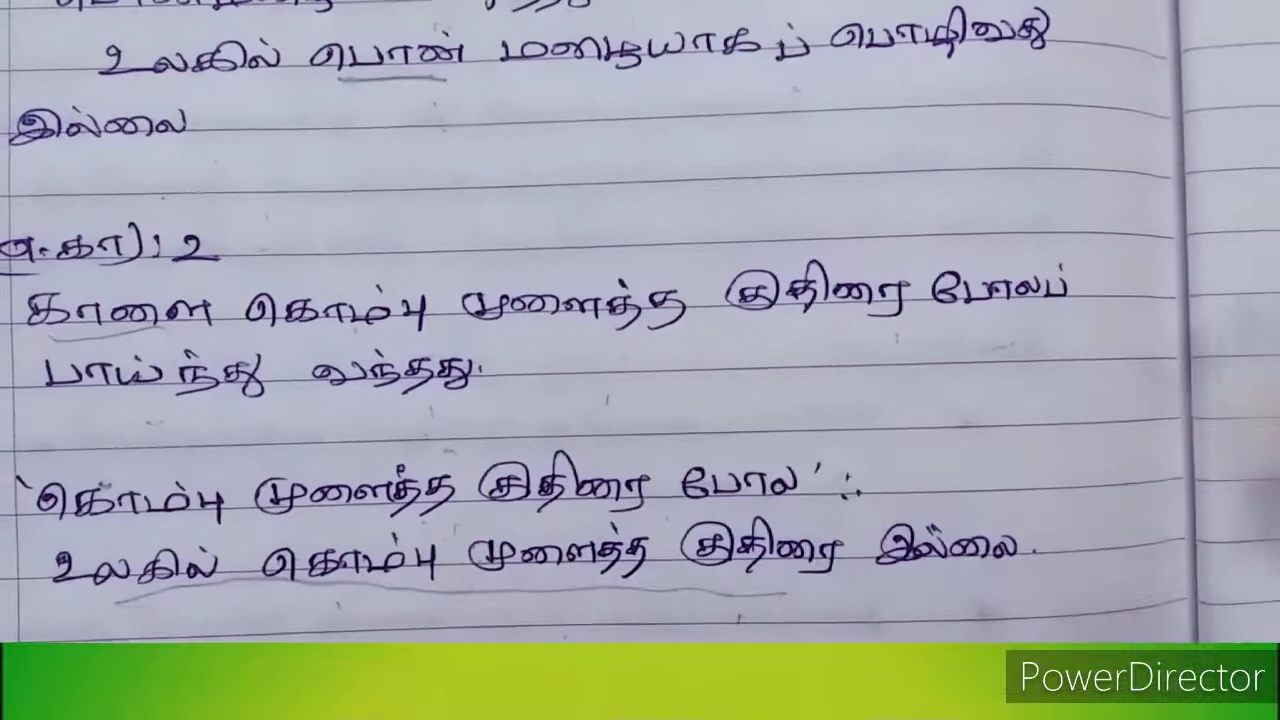 உலகில் பொன் மழையாகப் பொழிவது
இல்லை
எ.கா): 2
காளை கொம்பு முளைத்த குதிரை போலப்
பாய்ந்து வந்தது.
'கொம்பு முளைத்த குதிரை போல' :.
உலகில் கொம்பு முளைத்த குதிரை இல்லை.
PowerDirector